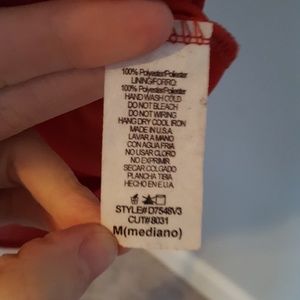 100% Polyester/Poliester
LINING/FORRO:
100% Polyester/Poliester
HAND WASH COLD
DO NOT BLEACH
DO NOT WIRING
HANG DRY COOL IRON
MADE IN U.S.A
LAVAR A MANO
CON AGUA FRIA
NO USAR CLORO
NO EXPRIMIR
SECAR COLGADO
PLANCHA TIBIA
HECHO EN E.U.A
STYLE# D7548V3
CUT# 8031
M(mediano)